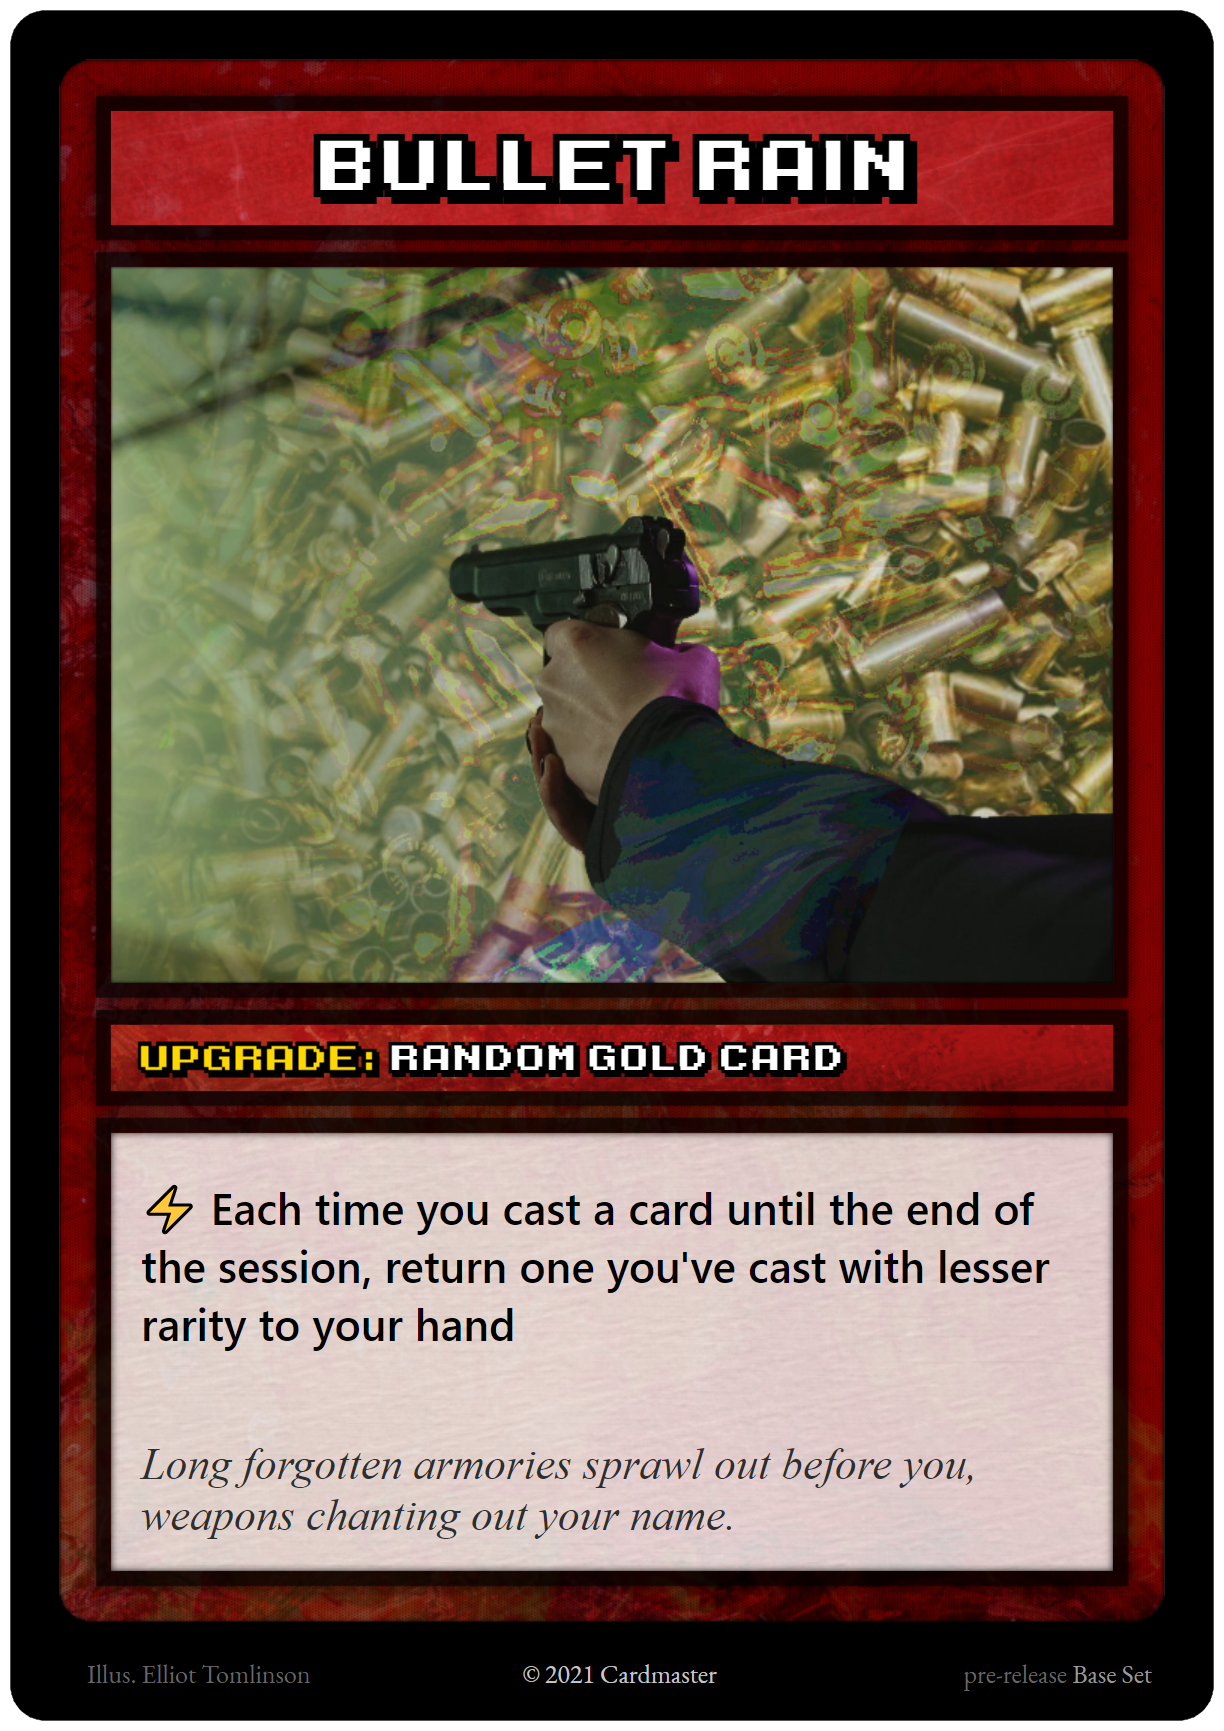 BULLET RAIN
UPGRADE: RANDOM GOLD CARD
⚡ Each time you cast a card until the end of
the session, return one you've cast with lesser
rarity to your hand
Long forgotten armories sprawl out before you,
weapons chanting out your name.
Illus. Elliot Tomlinson
© 2021 Cardmaster
pre-release Base Set